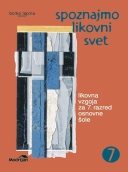 spoznajmo
likovni
svet
likovna
vzgoja
za 7. razred
osnovne
šole
7